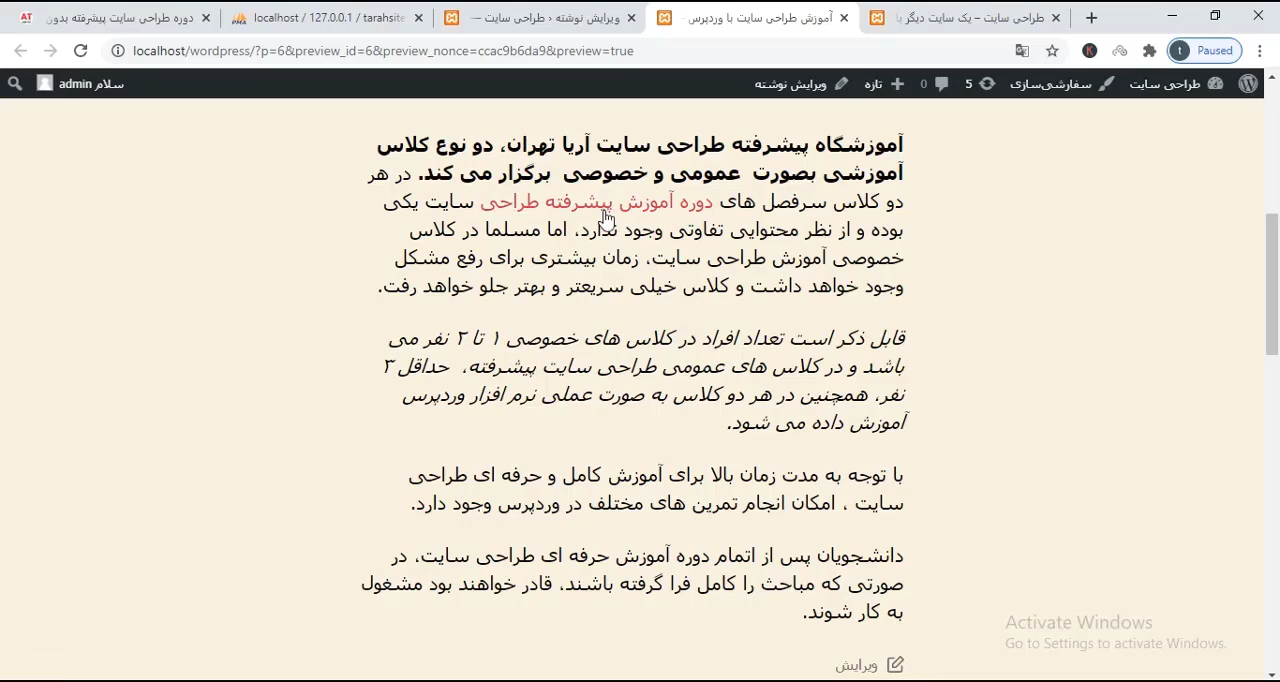 دوره طراحی سایت پیشرفته بدون
localhost / 127.0.0.1 / tarahsite
ویرایش نوشته ‹ طراحی سایت —
آموزش طراحی سایت با وردپرس -
طراحی سایت – یک سایت دیگر با
localhost/wordpress/?p=6&preview_id=6&preview_nonce=ccac9b6da9&preview=true
t Paused
طراحی سایت سفارشی‌سازی 5 0 تازه ویرایش نوشته سلام admin
آموزشگاه پیشرفته طراحی سایت آریا تهران، دو نوع کلاس
آموزشی بصورت عمومی و خصوصی برگزار می کند. در هر
دو کلاس سرفصل های دوره آموزش پیشرفته طراحی سایت یکی
بوده و از نظر محتوایی تفاوتی وجود ندارد، اما مسلما در کلاس
خصوصی آموزش طراحی سایت، زمان بیشتری برای رفع مشکل
وجود خواهد داشت و کلاس خیلی سریعتر و بهتر جلو خواهد رفت.
قابل ذکر است تعداد افراد در کلاس های خصوصی ۱ تا ۲ نفر می
باشد و در کلاس های عمومی طراحی سایت پیشرفته، حداقل ۳
نفر، همچنین در هر دو کلاس به صورت عملی نرم افزار وردپرس
آموزش داده می شود.
با توجه به مدت زمان بالا برای آموزش کامل و حرفه ای طراحی
سایت ، امکان انجام تمرین های مختلف در وردپرس وجود دارد.
دانشجویان پس از اتمام دوره آموزش حرفه ای طراحی سایت، در
صورتی که مباحث را کامل فرا گرفته باشند، قادر خواهند بود مشغول
به کار شوند.
ویرایش
Activate Windows
Go to Settings to activate Windows.